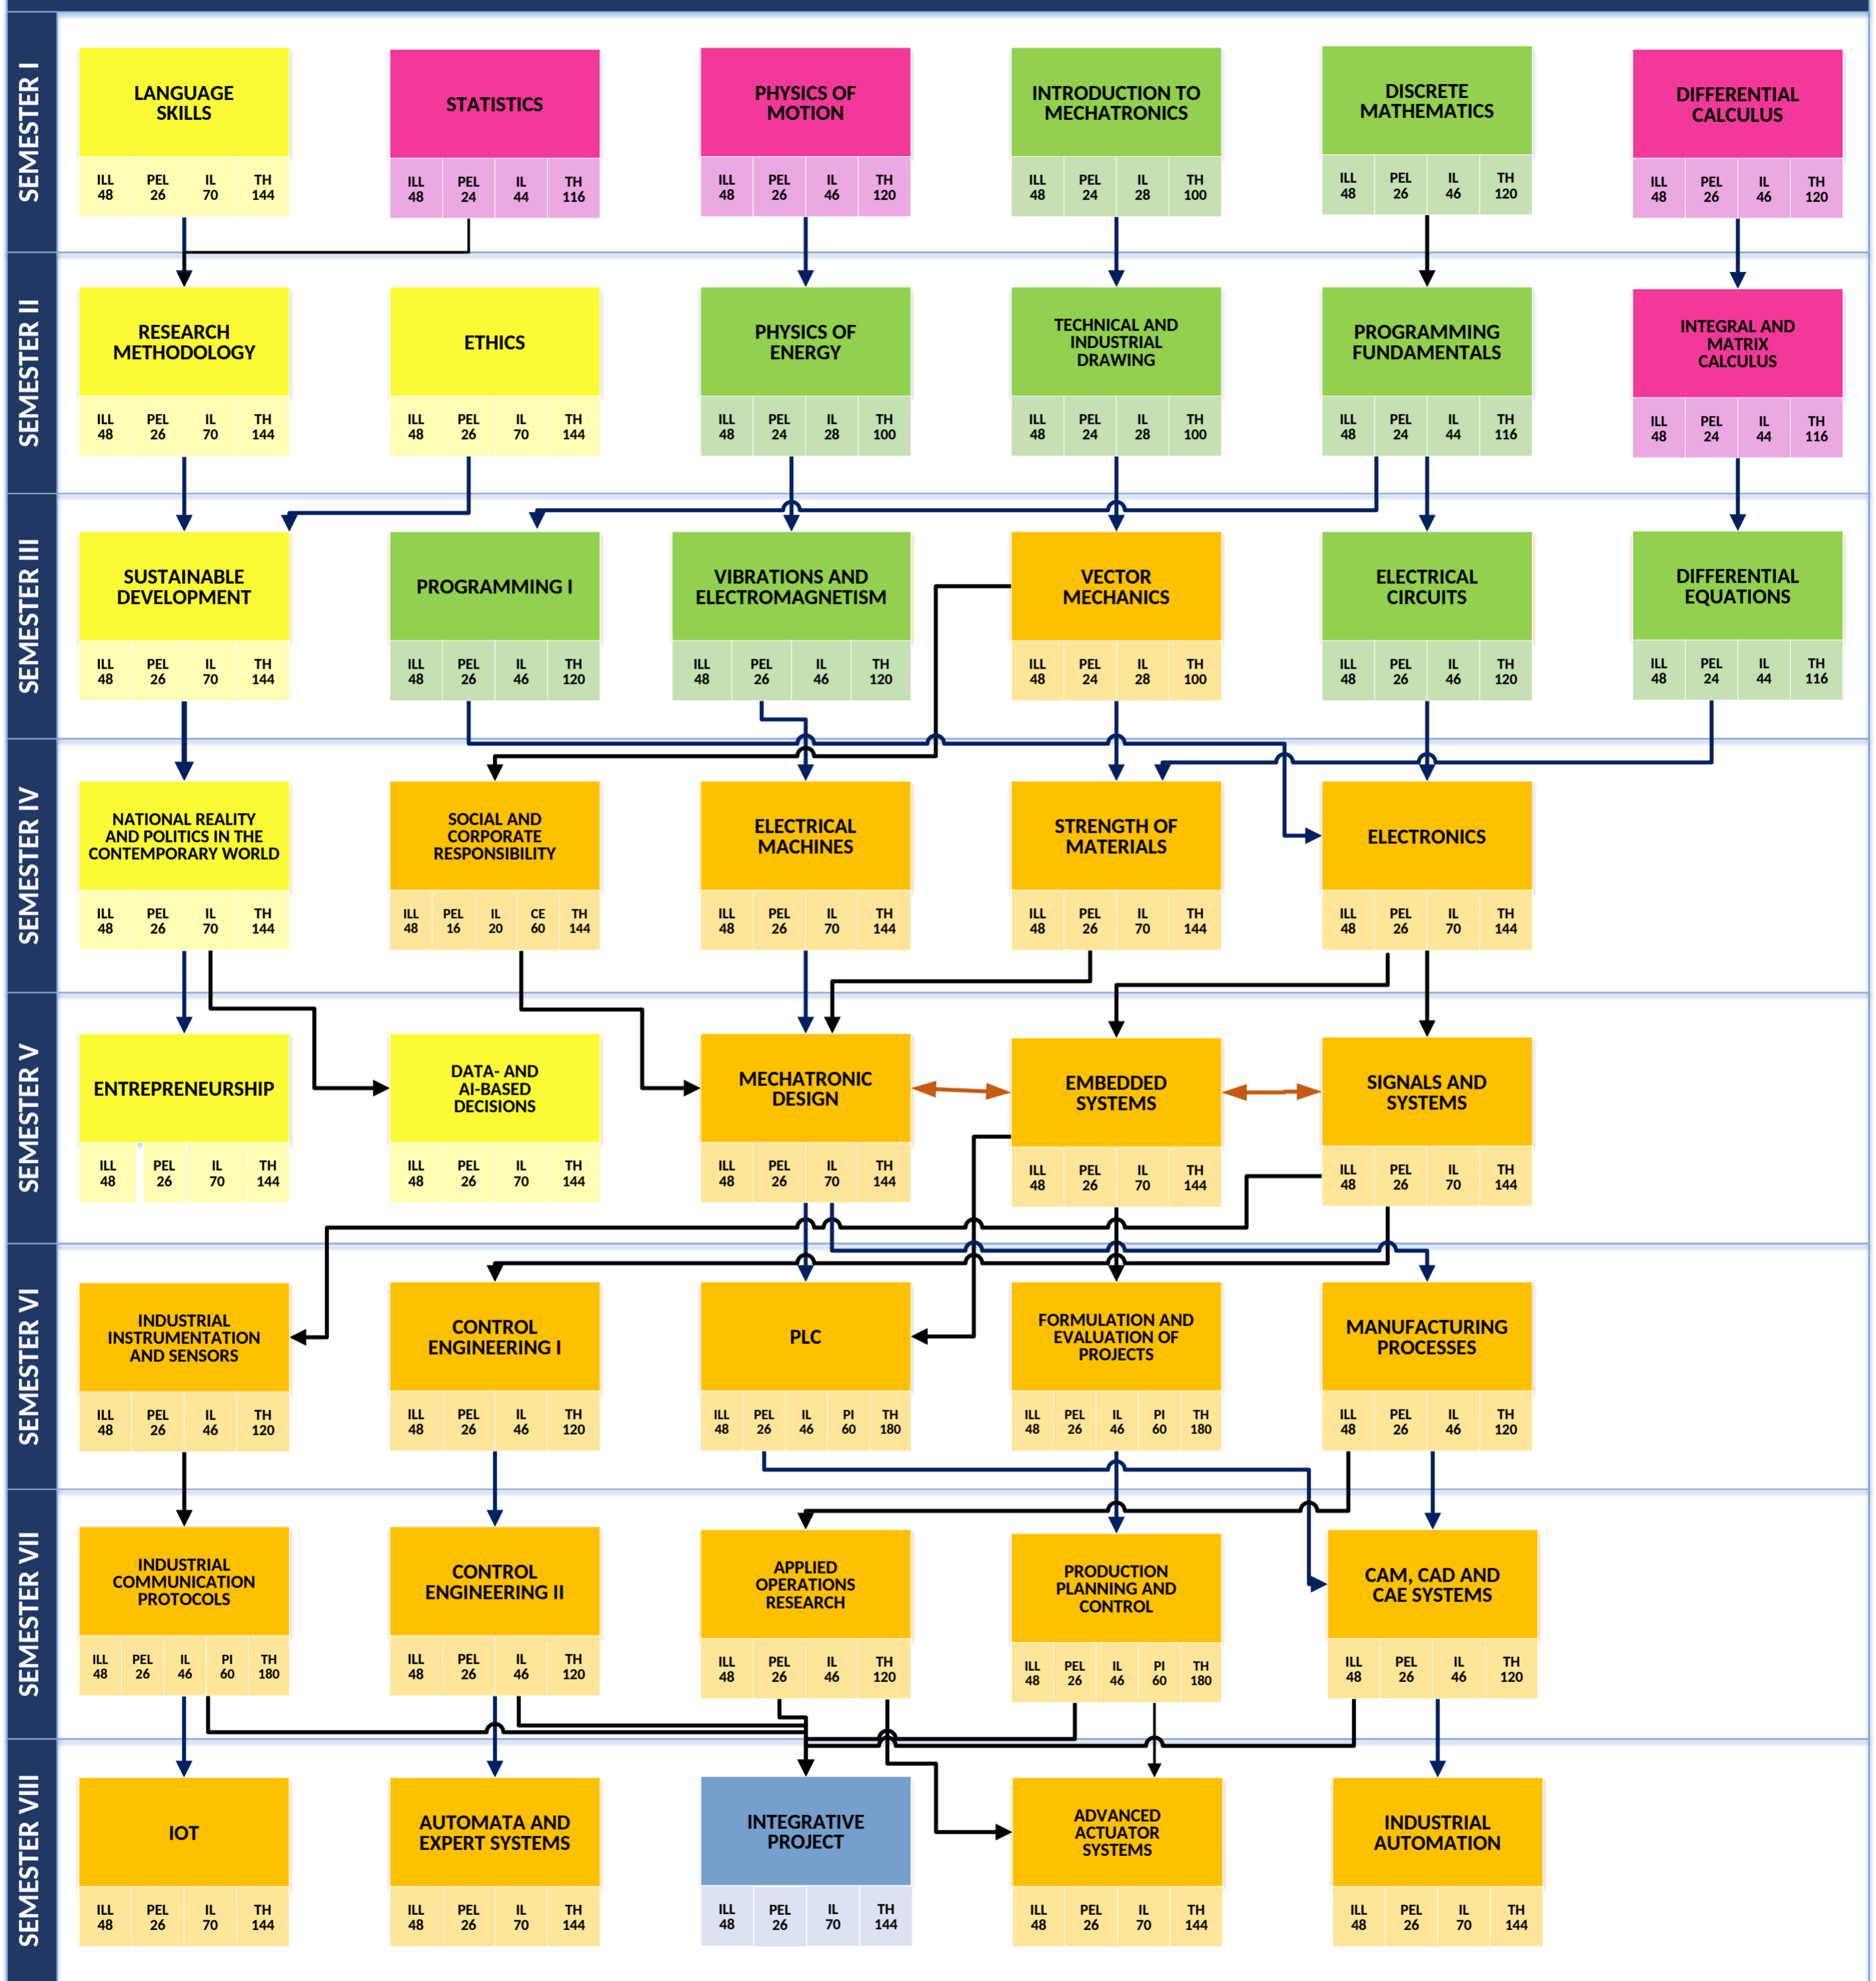 SEMESTER I
LANGUAGE
SKILLS
ILL PEL IL TH
48 26 70 144
STATISTICS
ILL PEL IL TH
48 24 44 116
PHYSICS OF
MOTION
ILL PEL IL TH
48 26 46 120
INTRODUCTION TO
MECHATRONICS
ILL PEL IL TH
48 24 28 100
DISCRETE
MATHEMATICS
ILL PEL IL TH
48 26 46 120
DIFFERENTIAL
CALCULUS
ILL PEL IL TH
48 26 46 120
SEMESTER II
RESEARCH
METHODOLOGY
ILL PEL IL TH
48 26 70 144
ETHICS
ILL PEL IL TH
48 26 70 144
PHYSICS OF
ENERGY
ILL PEL IL TH
48 24 28 100
TECHNICAL AND
INDUSTRIAL
DRAWING
ILL PEL IL TH
48 24 28 100
PROGRAMMING
FUNDAMENTALS
ILL PEL IL TH
48 24 44 116
INTEGRAL AND
MATRIX
CALCULUS
ILL PEL IL TH
48 24 44 116
SEMESTER III
SUSTAINABLE
DEVELOPMENT
ILL PEL IL TH
48 26 70 144
PROGRAMMING I
ILL PEL IL TH
48 26 46 120
VIBRATIONS AND
ELECTROMAGNETISM
ILL PEL IL TH
48 26 46 120
VECTOR
MECHANICS
ILL PEL IL TH
48 24 28 100
ELECTRICAL
CIRCUITS
ILL PEL IL TH
48 26 46 120
DIFFERENTIAL
EQUATIONS
ILL PEL IL TH
48 24 44 116
SEMESTER IV
NATIONAL REALITY
AND POLITICS IN THE
CONTEMPORARY WORLD
ILL PEL IL TH
48 26 70 144
SOCIAL AND
CORPORATE
RESPONSIBILITY
ILL PEL IL CE TH
48 16 20 60 144
ELECTRICAL
MACHINES
ILL PEL IL TH
48 26 70 144
STRENGTH OF
MATERIALS
ILL PEL IL TH
48 26 70 144
ELECTRONICS
ILL PEL IL TH
48 26 70 144
SEMESTER V
ENTREPRENEURSHIP
ILL PEL IL TH
48 26 70 144
DATA- AND
AI-BASED
DECISIONS
ILL PEL IL TH
48 26 70 144
MECHATRONIC
DESIGN
ILL PEL IL TH
48 26 70 144
EMBEDDED
SYSTEMS
ILL PEL IL TH
48 26 70 144
SIGNALS AND
SYSTEMS
ILL PEL IL TH
48 26 70 144
SEMESTER VI
INDUSTRIAL
INSTRUMENTATION
AND SENSORS
ILL PEL IL TH
48 26 46 120
CONTROL
ENGINEERING I
ILL PEL IL TH
48 26 46 120
PLC
ILL PEL IL PI TH
48 26 46 60 180
FORMULATION AND
EVALUATION OF
PROJECTS
ILL PEL IL PI TH
48 26 46 60 180
MANUFACTURING
PROCESSES
ILL PEL IL TH
48 26 46 120
SEMESTER VII
INDUSTRIAL
COMMUNICATION
PROTOCOLS
ILL PEL IL PI TH
48 26 46 60 180
CONTROL
ENGINEERING II
ILL PEL IL TH
48 26 46 120
APPLIED
OPERATIONS
RESEARCH
ILL PEL IL TH
48 26 46 120
PRODUCTION
PLANNING AND
CONTROL
ILL PEL IL PI TH
48 26 46 60 180
CAM, CAD AND
CAE SYSTEMS
ILL PEL IL TH
48 26 46 120
SEMESTER VIII
IOT
ILL PEL IL TH
48 26 70 144
AUTOMATA AND
EXPERT SYSTEMS
ILL PEL IL TH
48 26 70 144
INTEGRATIVE
PROJECT
ILL PEL IL TH
48 26 70 144
ADVANCED
ACTUATOR
SYSTEMS
ILL PEL IL TH
48 26 70 144
INDUSTRIAL
AUTOMATION
ILL PEL IL TH
48 26 70 144